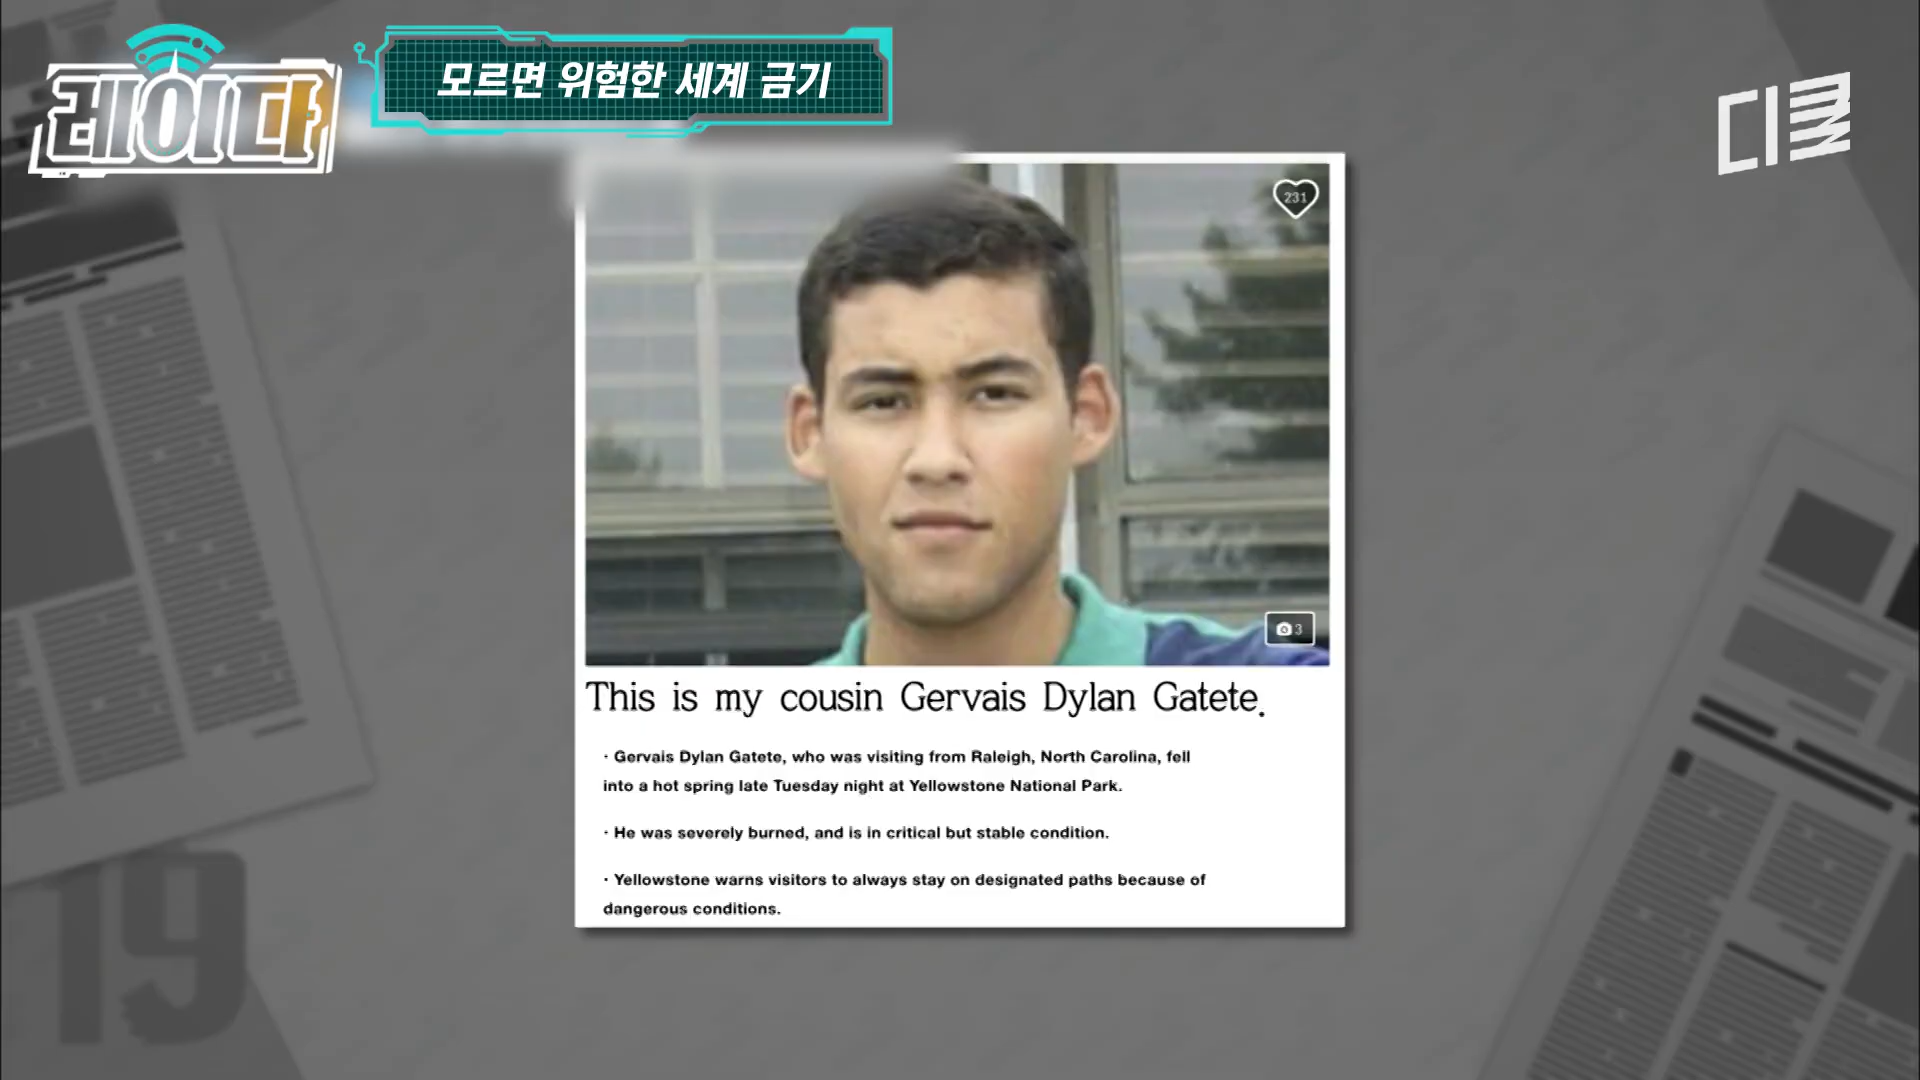 레이다
모르면 위험한 세계 금기
디글
231
3
This is my cousin Gervais Dylan Gatete.
· Gervais Dylan Gatete, who was visiting from Raleigh, North Carolina, fell
into a hot spring late Tuesday night at Yellowstone National Park.
· He was severely burned, and is in critical but stable condition.
· Yellowstone warns visitors to always stay on designated paths because of
dangerous conditions.
19